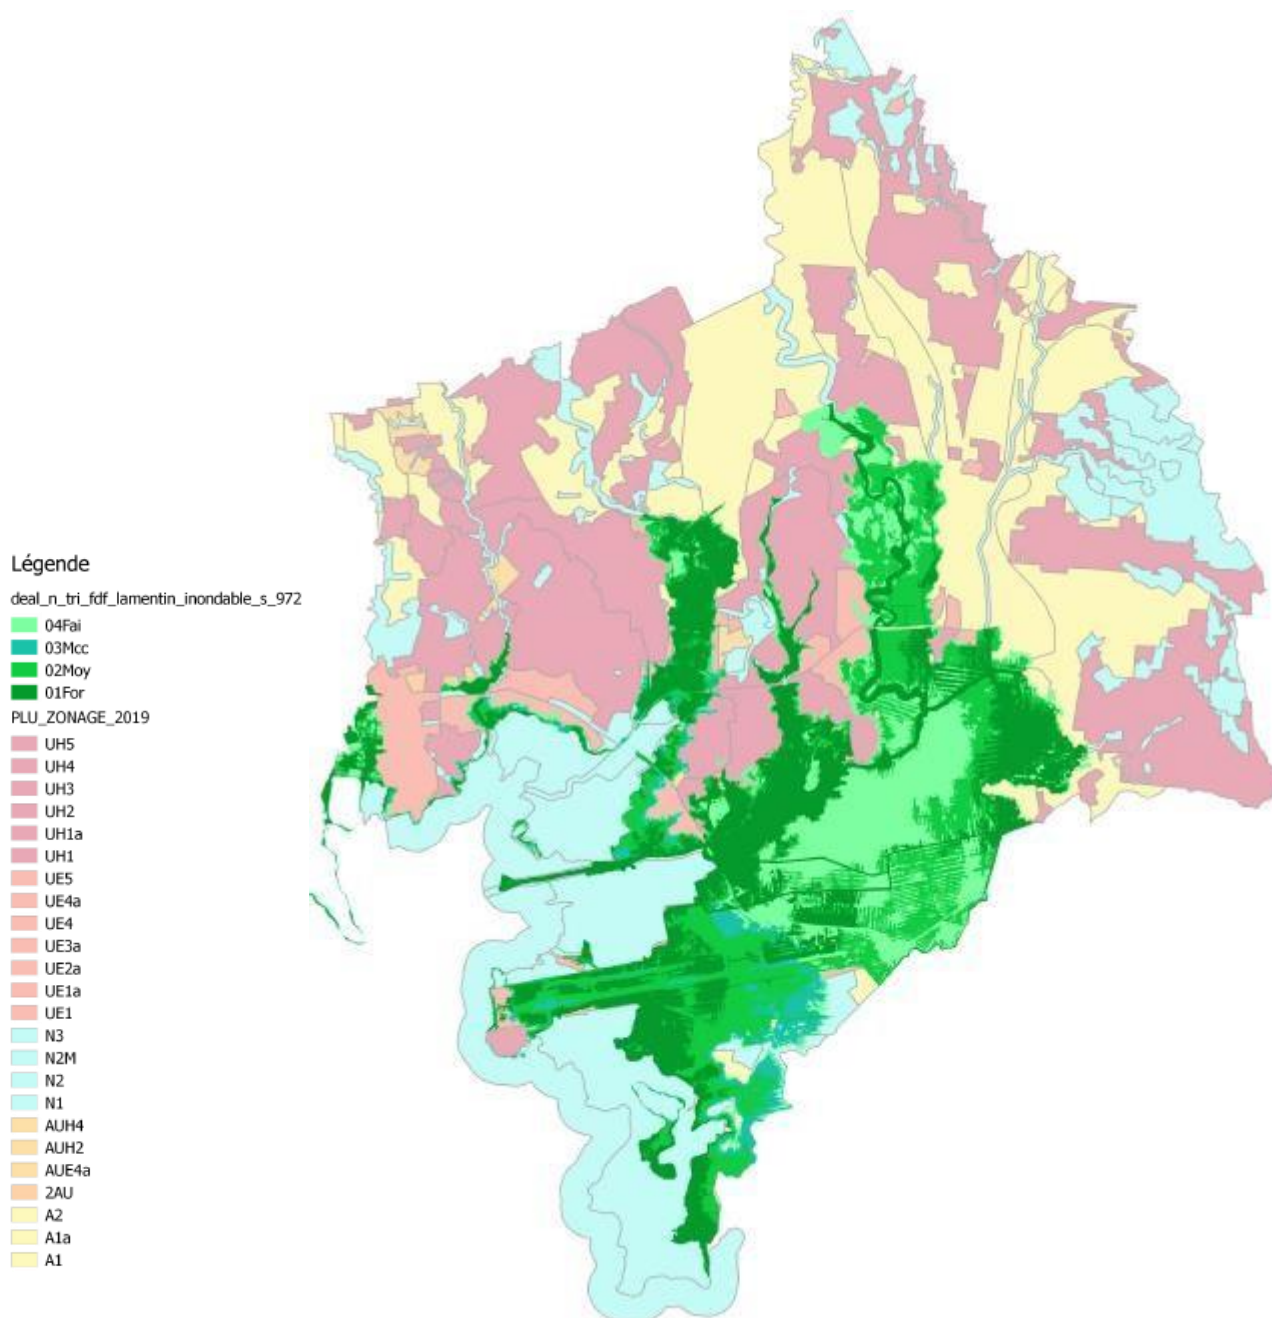 Légende
deal_n_tri_fdf_lamentin_inondable_s_972
04Fai
03Mcc
02Moy
01For
PLU_ZONAGE_2019
UH5
UH4
UH3
UH2
UH1a
UH1
UE5
UE4a
UE4
UE3a
UE2a
UE1a
UE1
N3
N2M
N2
N1
AUH4
AUH2
AUE4a
2AU
A2
A1a
A1